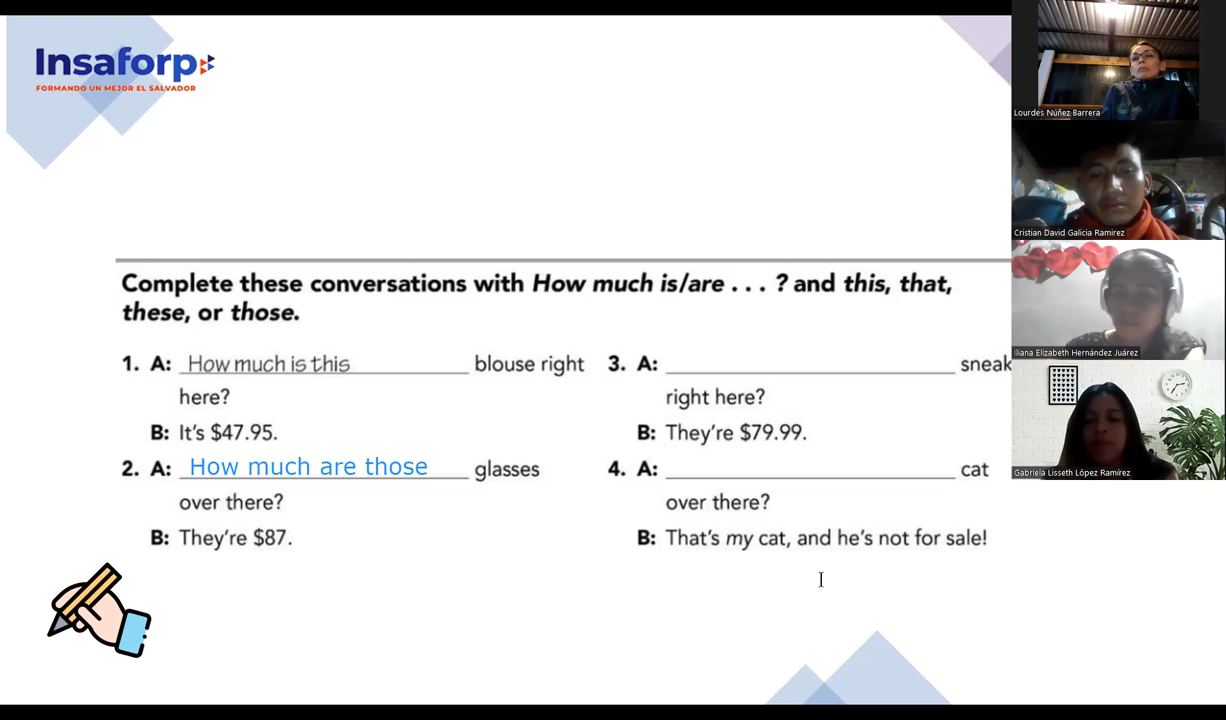 Insaforp
FORMANDO UN MEJOR EL SALVADOR
Complete these conversations with How much is/are . . . ? and this, that,
these, or those.
1. A: How much is this blouse right
here?
B: It's $47.95.
2. A: How much are those glasses
over there?
B: They're $87.
3. A: sneak
right here?
B: They're $79.99.
4. A: cat
over there?
B: That's my cat, and he's not for sale!
Lourdes Núñez Barrera
Cristian David Galicia Ramirez
Iliana Elizabeth Hernández Juárez
Gabriela Lisseth López Ramírez